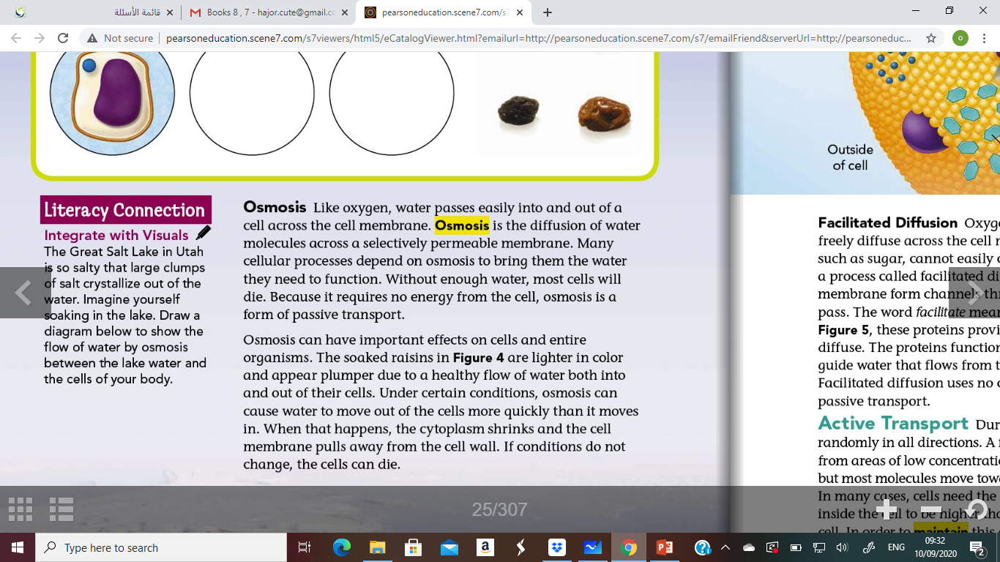 قائمة الأسئلة
Books 8 , 7 - hajor.cute@gmail.cc
pearsoneducation.scene7.com/s7
Not secure
pearsoneducation.scene7.com/s7viewers/html5/eCatalogViewer.html?emailurl=http://pearsoneducation.scene7.com/s7/emailFriend&serverUrl=http://pearsoneduc...
o
Literacy Connection
Integrate with Visuals
The Great Salt Lake in Utah
is so salty that large clumps
of salt crystallize out of the
water. Imagine yourself
soaking in the lake. Draw a
diagram below to show the
flow of water by osmosis
between the lake water and
the cells of your body.
Osmosis Like oxygen, water passes easily into and out of a
cell across the cell membrane. Osmosis is the diffusion of water
molecules across a selectively permeable membrane. Many
cellular processes depend on osmosis to bring them the water
they need to function. Without enough water, most cells will
die. Because it requires no energy from the cell, osmosis is a
form of passive transport.
Osmosis can have important effects on cells and entire
organisms. The soaked raisins in Figure 4 are lighter in color
and appear plumper due to a healthy flow of water both into
and out of their cells. Under certain conditions, osmosis can
cause water to move out of the cells more quickly than it moves
in. When that happens, the cytoplasm shrinks and the cell
membrane pulls away from the cell wall. If conditions do not
change, the cells can die.
Outside
of cell
Facilitated Diffusion Oxyg
freely diffuse across the cell
such as sugar, cannot easily
a process called facilitated di
membrane form channels thr
pass. The word facilitate mean
Figure 5, these proteins provi
diffuse. The proteins function
guide water that flows from t
Facilitated diffusion uses no
passive transport.
Active Transport Dur
randomly in all directions. A
from areas of low concentrati
but most molecules move tow
In many cases, cells need the
inside the cell to be higher
cell. In order to maintain this
25/307
Type here to search
ENG
09:32
10/09/2020
2